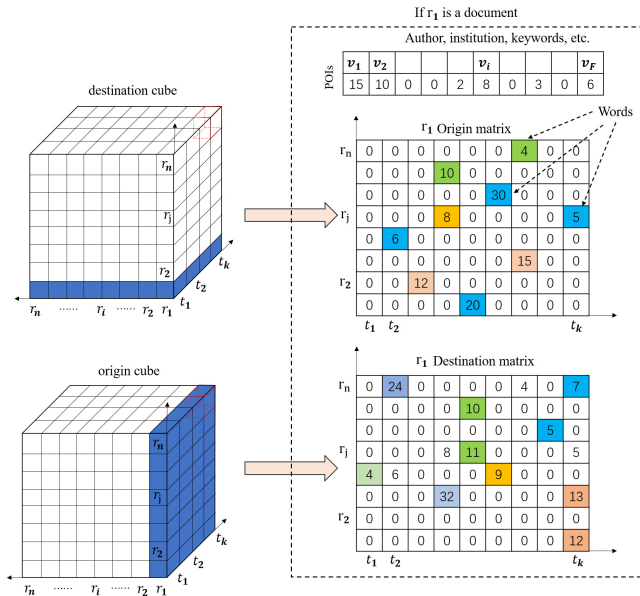 If r₁ is a document
Author, institution, keywords, etc.
POIs
v₁ v₂ vᵢ v_F
15 10 0 0 2 8 0 3 0 6
destination cube
rₙ
rⱼ
r₂
tₖ
t₂
t₁
rₙ …… rᵢ …… r₂ r₁
r₁ Origin matrix
Words
rₙ 0 0 0 0 0 0 4 0 0
0 0 0 10 0 0 0 0 0
0 0 0 0 0 30 0 0 0
rⱼ 0 0 0 8 0 0 0 0 5
0 6 0 0 0 0 0 0 0
0 0 0 0 0 0 15 0 0
r₂ 0 0 12 0 0 0 0 0 0
0 0 0 0 20 0 0 0 0
t₁ t₂ tₖ
origin cube
rₙ
rⱼ
r₂
tₖ
t₂
t₁
rₙ …… rᵢ …… r₂ r₁
r₁ Destination matrix
rₙ 0 24 0 0 0 0 4 0 7
0 0 0 0 10 0 0 0 0
0 0 0 0 0 0 0 5 0
rⱼ 0 0 0 8 11 0 0 0 5
4 6 0 0 0 9 0 0 0
0 0 0 32 0 0 0 0 13
r₂ 0 0 0 0 0 0 0 0 0
0 0 0 0 0 0 0 0 12
t₁ t₂ tₖ